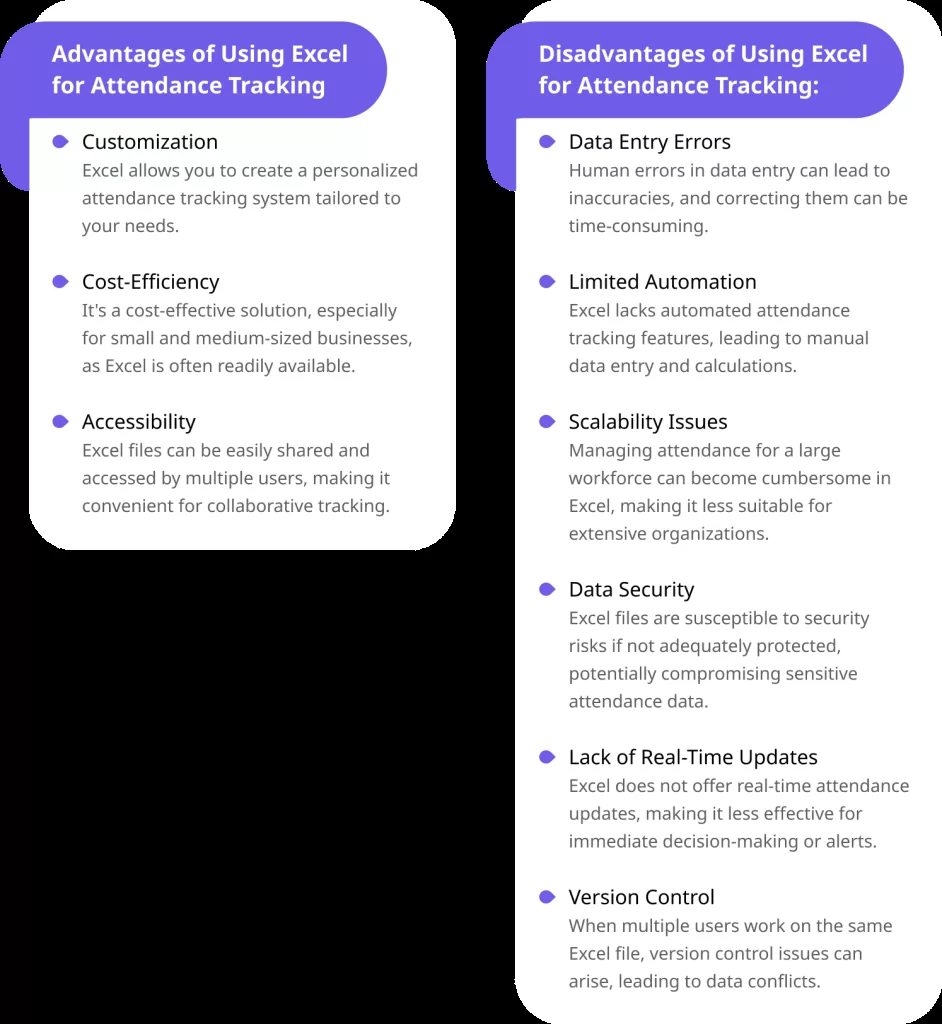 Advantages of Using Excel
for Attendance Tracking
Customization
Excel allows you to create a personalized
attendance tracking system tailored to
your needs.
Cost-Efficiency
It's a cost-effective solution, especially
for small and medium-sized businesses,
as Excel is often readily available.
Accessibility
Excel files can be easily shared and
accessed by multiple users, making it
convenient for collaborative tracking.
Disadvantages of Using Excel
for Attendance Tracking:
Data Entry Errors
Human errors in data entry can lead to
inaccuracies, and correcting them can be
time-consuming.
Limited Automation
Excel lacks automated attendance
tracking features, leading to manual
data entry and calculations.
Scalability Issues
Managing attendance for a large
workforce can become cumbersome in
Excel, making it less suitable for
extensive organizations.
Data Security
Excel files are susceptible to security
risks if not adequately protected,
potentially compromising sensitive
attendance data.
Lack of Real-Time Updates
Excel does not offer real-time attendance
updates, making it less effective for
immediate decision-making or alerts.
Version Control
When multiple users work on the same
Excel file, version control issues can
arise, leading to data conflicts.